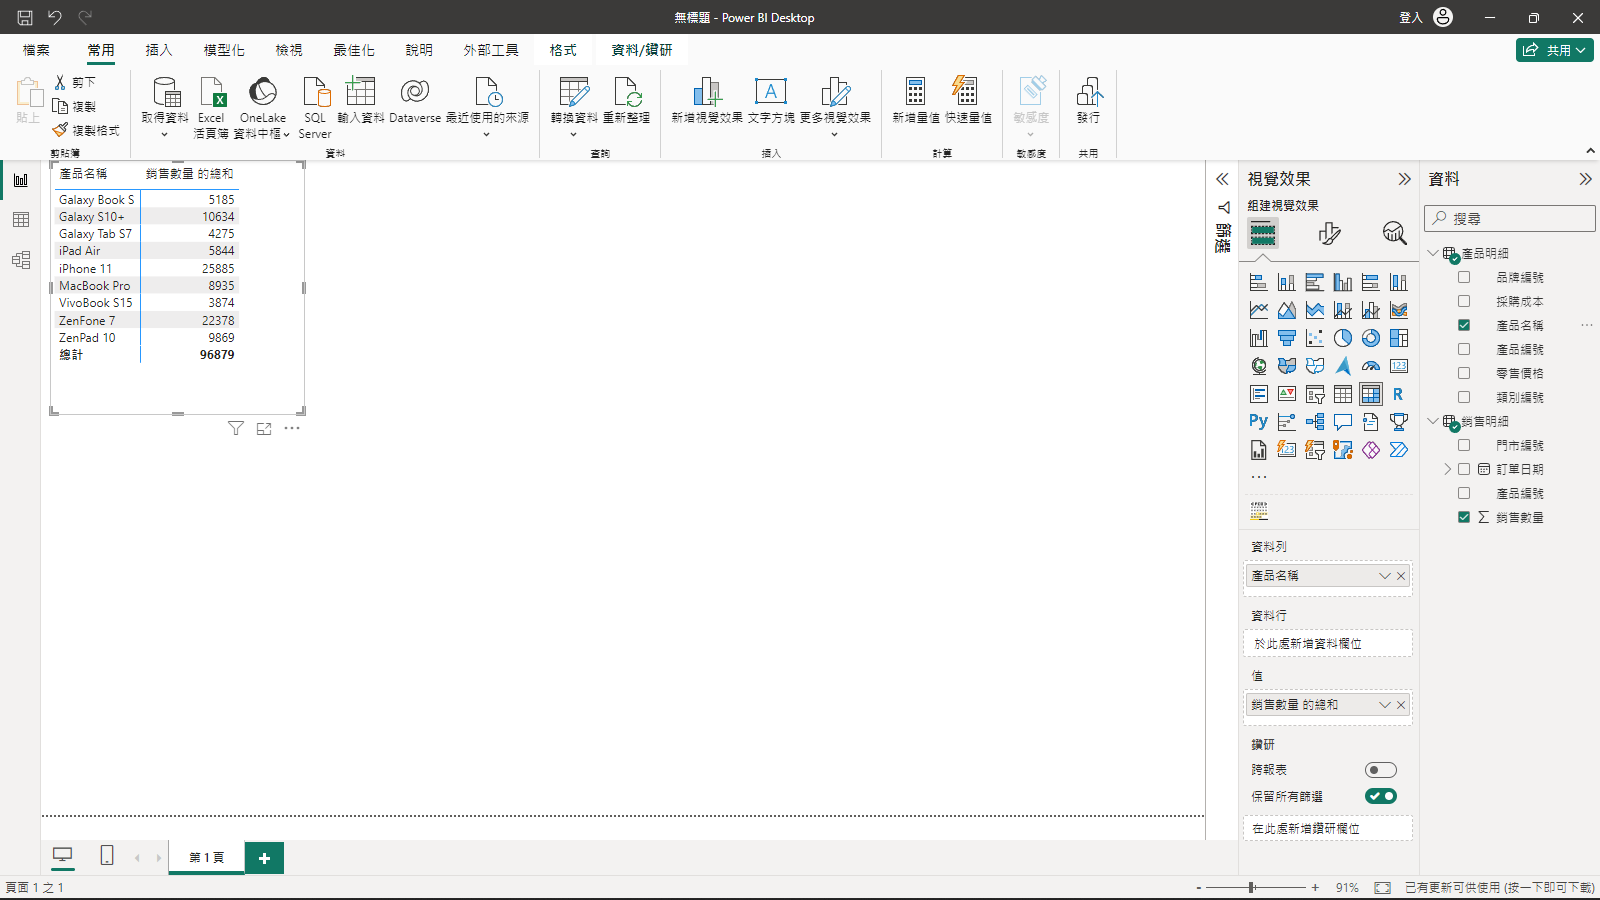 無標題 - Power BI Desktop
登入
檔案 常用 插入 模型化 檢視 最佳化 說明 外部工具 格式 資料/鑽研
共用
貼上
剪下
複製
複製格式
剪貼簿
取得資料
Excel 活頁簿
OneLake 資料中樞
SQL Server
輸入資料
Dataverse
最近使用的來源
資料
轉換資料
重新整理
查詢
新增視覺效果
文字方塊
更多視覺效果
插入
新增量值
快速量值
計算
敏感度
敏感度
發行
共用
產品名稱 銷售數量 的總和
Galaxy Book S 5185
Galaxy S10+ 10634
Galaxy Tab S7 4275
iPad Air 5844
iPhone 11 25885
MacBook Pro 8935
VivoBook S15 3874
ZenFone 7 22378
ZenPad 10 9869
總計 96879
篩選
視覺效果
組建視覺效果
123
R
Py
123
資料列
產品名稱
資料行
於此處新增資料欄位
值
銷售數量 的總和
鑽研
跨報表
保留所有篩選
在此處新增鑽研欄位
資料
搜尋
產品明細
品牌編號
採購成本
產品名稱
產品編號
零售價格
類別編號
銷售明細
門市編號
訂單日期
產品編號
銷售數量
第 1 頁
頁面 1 之 1
- + 91%
已有更新可供使用 (按一下即可下載)